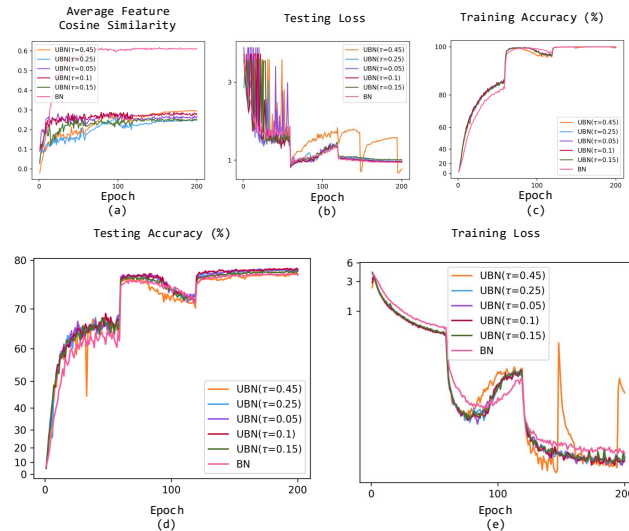 Average Feature
Cosine Similarity
0.6
0.5
0.4
0.3
0.2
0.1
0.0
UBN(τ=0.45)
UBN(τ=0.25)
UBN(τ=0.05)
UBN(τ=0.1)
UBN(τ=0.15)
BN
0
100
200
Epoch
(a)
Testing Loss
3
1
UBN(τ=0.45)
UBN(τ=0.25)
UBN(τ=0.05)
UBN(τ=0.1)
UBN(τ=0.15)
BN
0
100
200
Epoch
(b)
Training Accuracy (%)
100
80
60
40
20
0
UBN(τ=0.45)
UBN(τ=0.25)
UBN(τ=0.05)
UBN(τ=0.1)
UBN(τ=0.15)
BN
0
100
200
Epoch
(c)
Testing Accuracy (%)
80
70
60
50
40
30
20
10
0
UBN(τ=0.45)
UBN(τ=0.25)
UBN(τ=0.05)
UBN(τ=0.1)
UBN(τ=0.15)
BN
0
100
200
Epoch
(d)
Training Loss
6
3
1
0
UBN(τ=0.45)
UBN(τ=0.25)
UBN(τ=0.05)
UBN(τ=0.1)
UBN(τ=0.15)
BN
0
100
200
Epoch
(e)